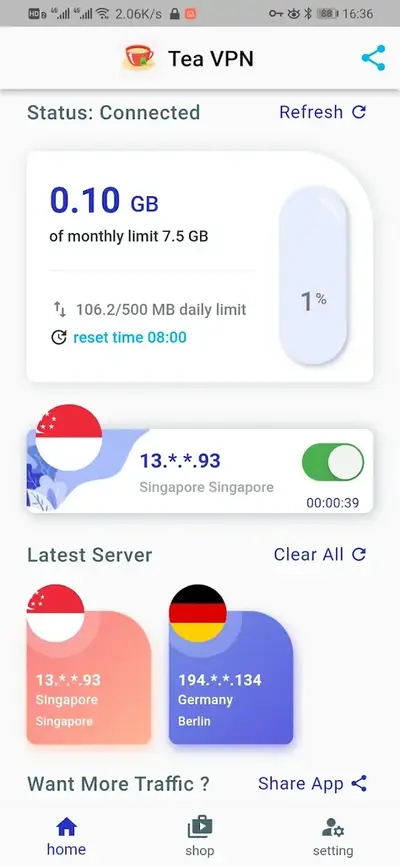 HD 2 4G 4G 2.06K/s 88 16:36
Tea VPN
Status: Connected
Refresh
0.10 GB
of monthly limit 7.5 GB
1%
106.2/500 MB daily limit
reset time 08:00
13.*.*.93
Singapore Singapore
00:00:39
Latest Server
Clear All
13.*.*.93
Singapore
Singapore
194.*.*.134
Germany
Berlin
Want More Traffic ?
Share App
home
shop
setting